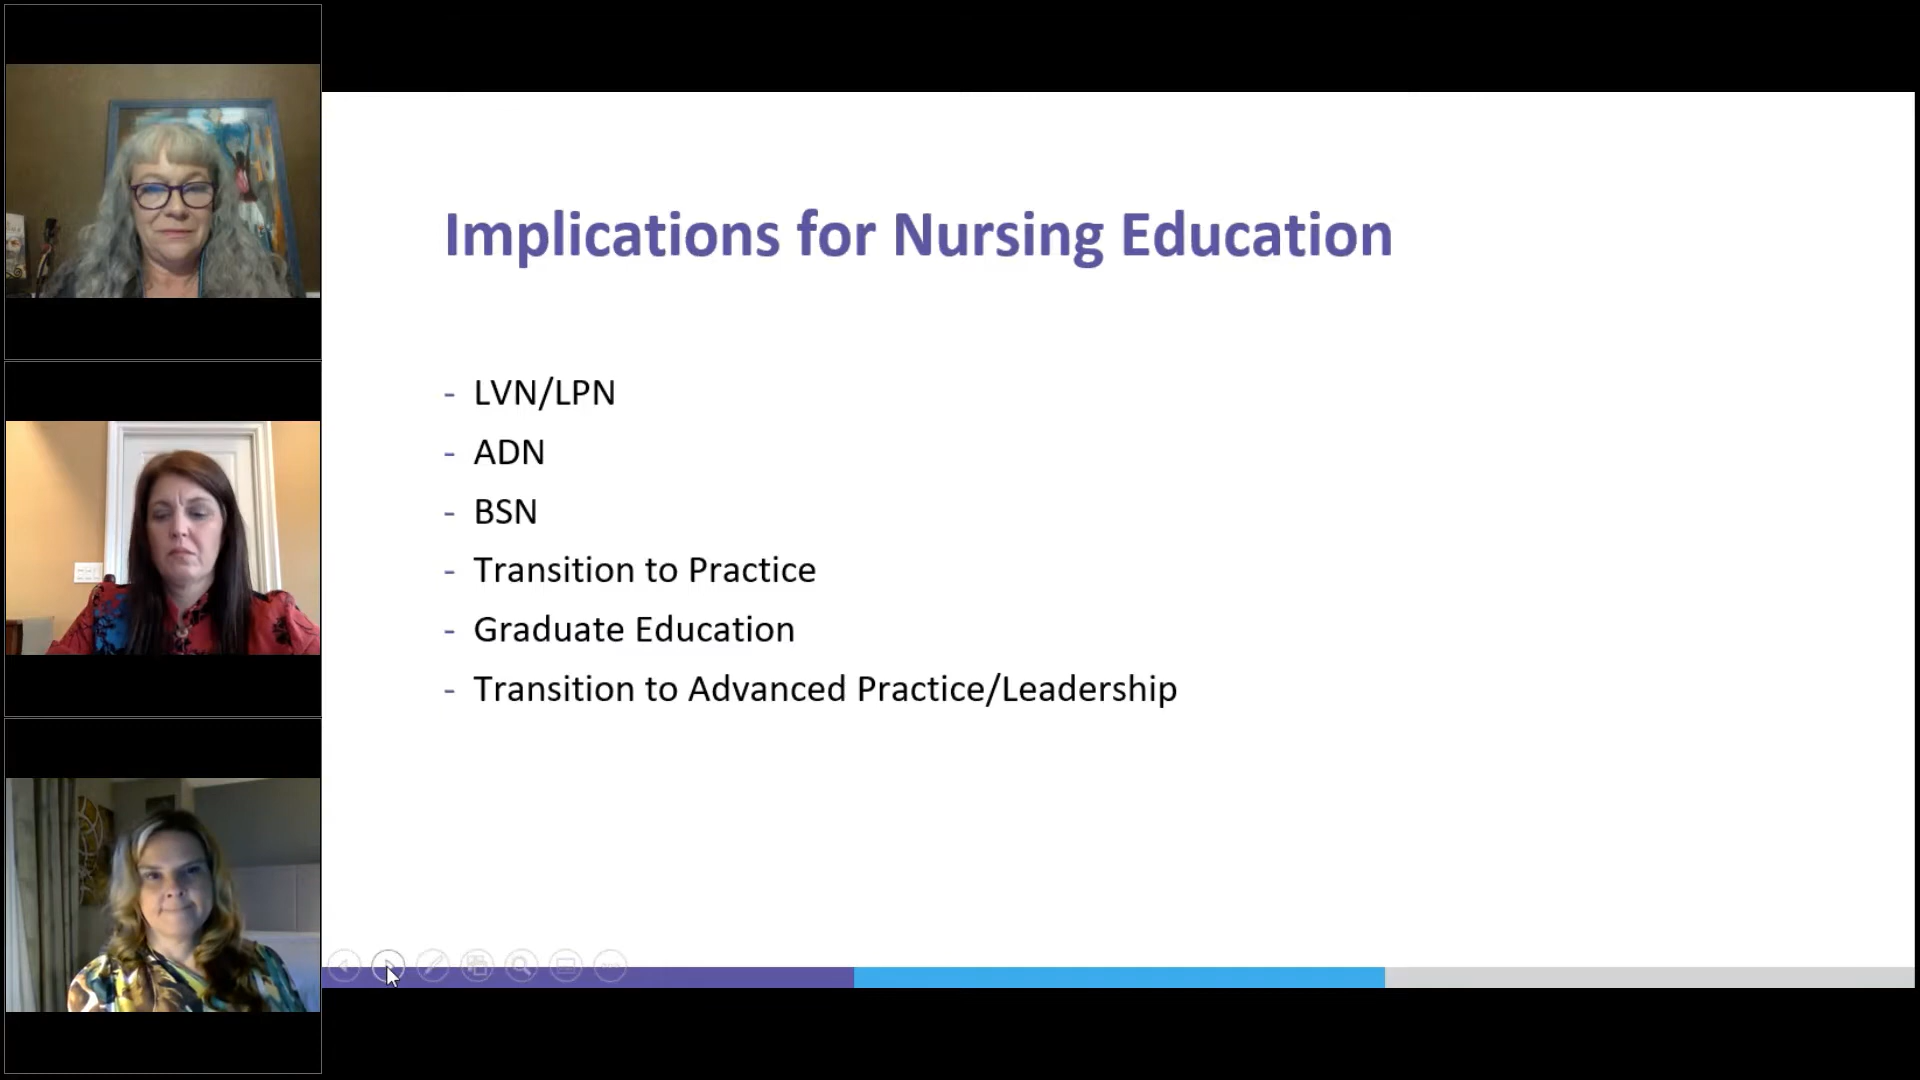 Implications for Nursing Education
- LVN/LPN
- ADN
- BSN
- Transition to Practice
- Graduate Education
- Transition to Advanced Practice/Leadership